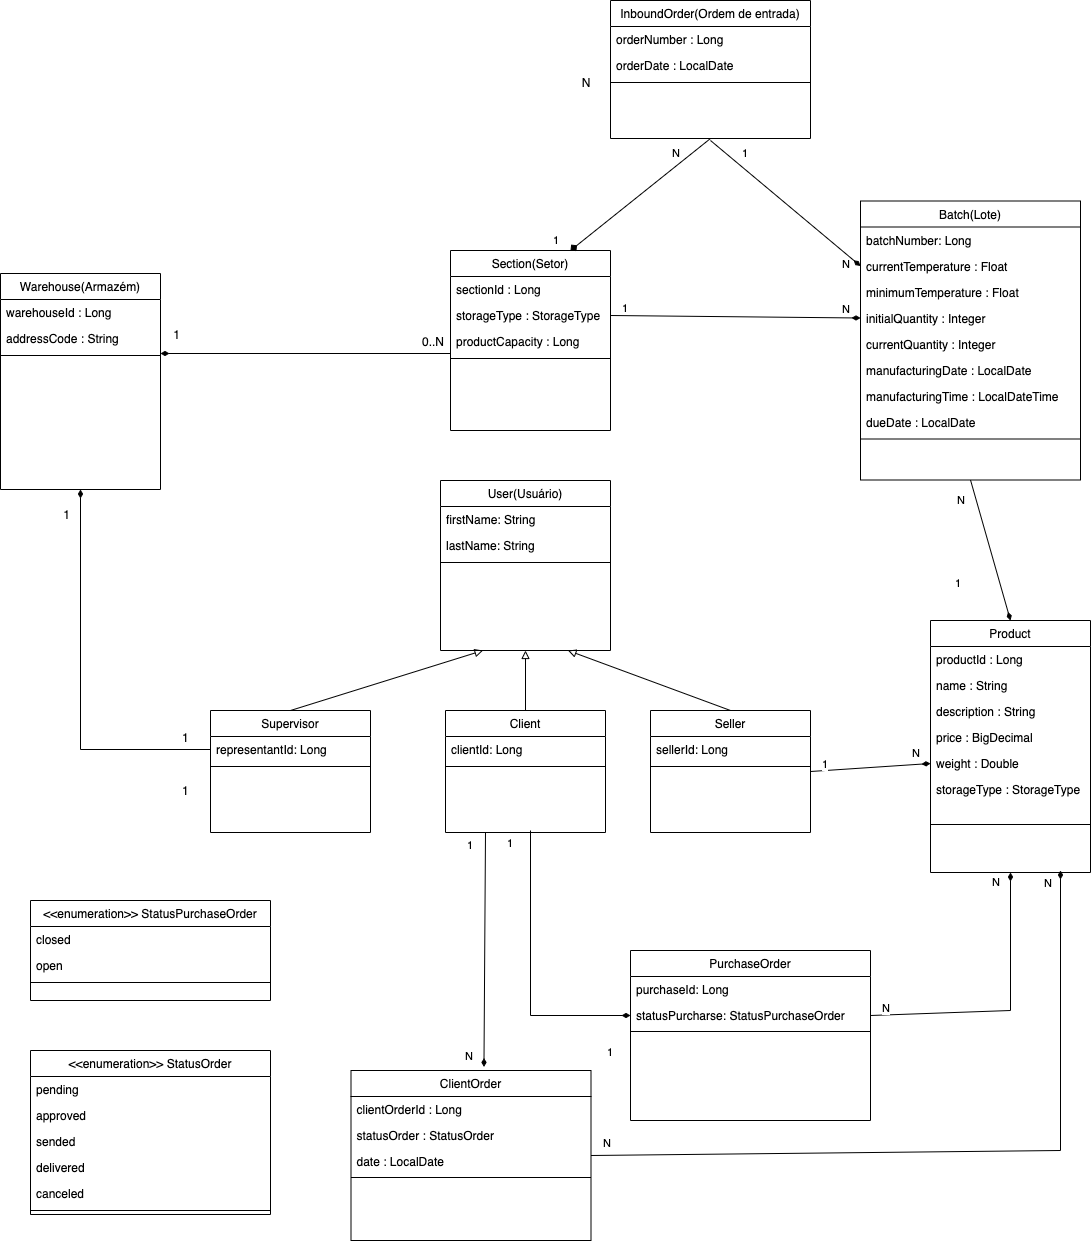 InboundOrder(Ordem de entrada)
orderNumber : Long
orderDate : LocalDate
N
N
1
1
N
Batch(Lote)
batchNumber: Long
currentTemperature : Float
minimumTemperature : Float
initialQuantity : Integer
currentQuantity : Integer
manufacturingDate : LocalDate
manufacturingTime : LocalDateTime
dueDate : LocalDate
Section(Setor)
sectionId : Long
storageType : StorageType
productCapacity : Long
1
N
Warehouse(Armazém)
warehouseId : Long
addressCode : String
1
0..N
1
User(Usuário)
firstName: String
lastName: String
N
1
Product
productId : Long
name : String
description : String
price : BigDecimal
weight : Double
storageType : StorageType
Supervisor
representantId: Long
1
1
Client
clientId: Long
Seller
sellerId: Long
1
N
1
1
N
N
<<enumeration>> StatusPurchaseOrder
closed
open
PurchaseOrder
purchaseId: Long
statusPurcharse: StatusPurchaseOrder
N
1
<<enumeration>> StatusOrder
pending
approved
sended
delivered
canceled
N
ClientOrder
clientOrderId : Long
statusOrder : StatusOrder
date : LocalDate
N